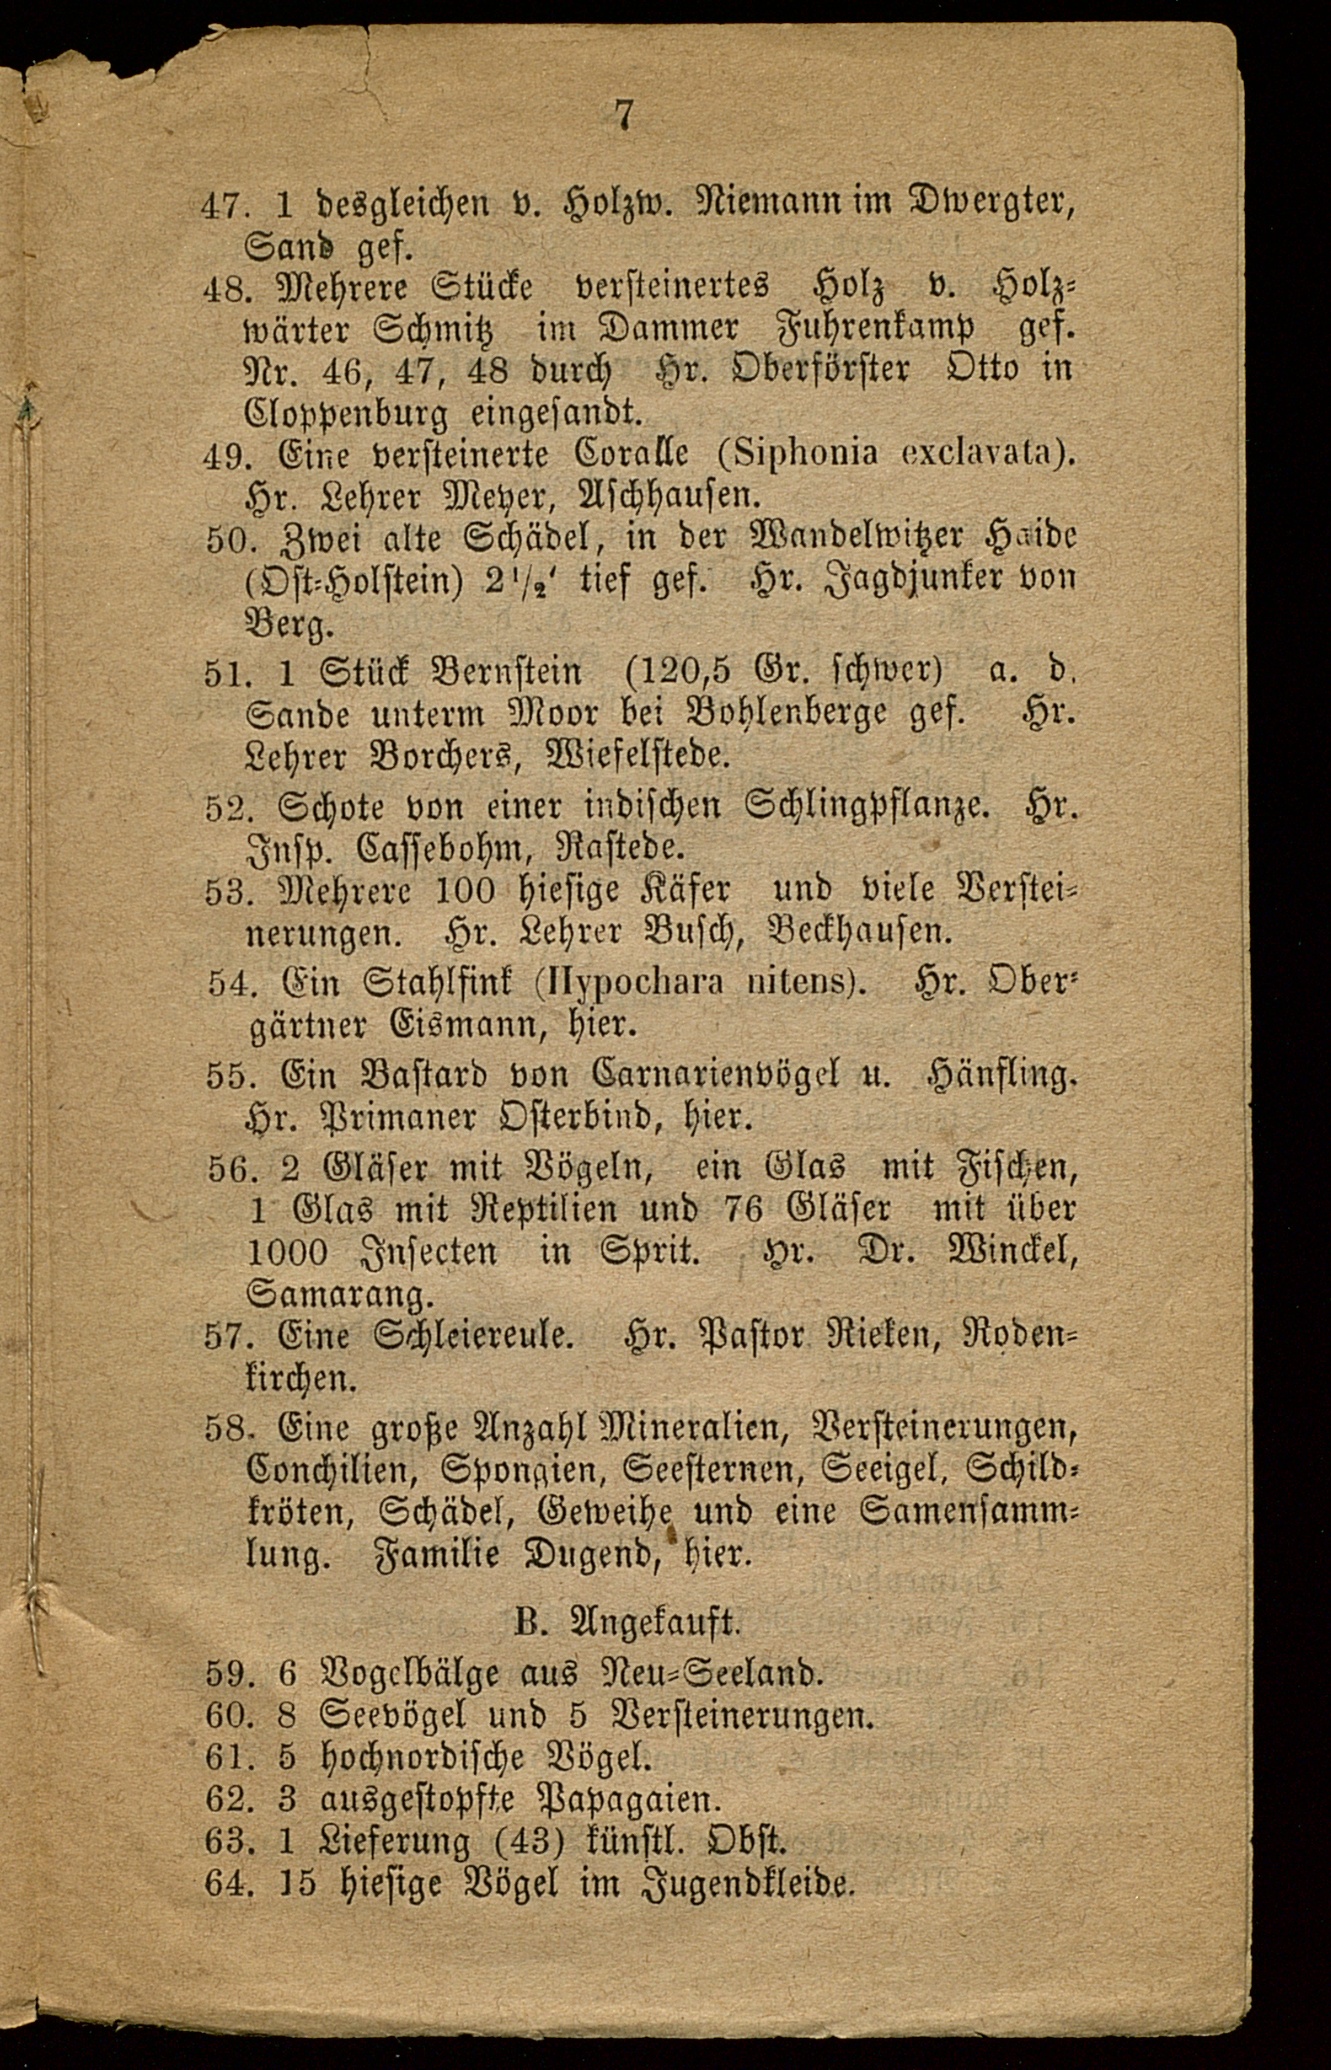 7
47. 1 desgleichen v. Holzw. Niemann im Dwergter,
Sand gef.
48. Mehrere Stücke versteinertes Holz v. Holz-
wärter Schmitz im Dammer Fuhrenkamp gef.
Nr. 46, 47, 48 durch Hr. Oberförster Otto in
Cloppenburg eingesandt.
49. Eine versteinerte Coralle (Siphonia exclavata).
Hr. Lehrer Meyer, Aschhausen.
50. Zwei alte Schädel, in der Wandelwitzer Haide
(Ost-Holstein) 2 1/2' tief gef. Hr. Jagdjunker von
Berg.
51. 1 Stück Bernstein (120,5 Gr. schwer) a. d.
Sande unterm Moor bei Bohlenberge gef. Hr.
Lehrer Borchers, Wiefelstede.
52. Schote von einer indischen Schlingpflanze. Hr.
Insp. Cassebohm, Rastede.
53. Mehrere 100 hiesige Käfer und viele Verstei-
nerungen. Hr. Lehrer Busch, Beckhausen.
54. Ein Stahlfink (Hypochara nitens). Hr. Ober-
gärtner Eismann, hier.
55. Ein Bastard von Carnarienvögel u. Hänfling.
Hr. Primaner Osterbind, hier.
56. 2 Gläser mit Vögeln, ein Glas mit Fischen,
1 Glas mit Reptilien und 76 Gläser mit über
1000 Insecten in Sprit. Hr. Dr. Winckel,
Samarang.
57. Eine Schleiereule. Hr. Pastor Rieken, Roden-
kirchen.
58. Eine große Anzahl Mineralien, Versteinerungen,
Conchilien, Spongien, Seesternen, Seeigel, Schild-
kröten, Schädel, Geweihe und eine Samensamm-
lung. Familie Dugend, hier.
B. Angekauft.
59. 6 Vogelbälge aus Neu-Seeland.
60. 8 Seevögel und 5 Versteinerungen.
61. 5 hochnordische Vögel.
62. 3 ausgestopfte Papagaien.
63. 1 Lieferung (43) künstl. Obst.
64. 15 hiesige Vögel im Jugendkleide.